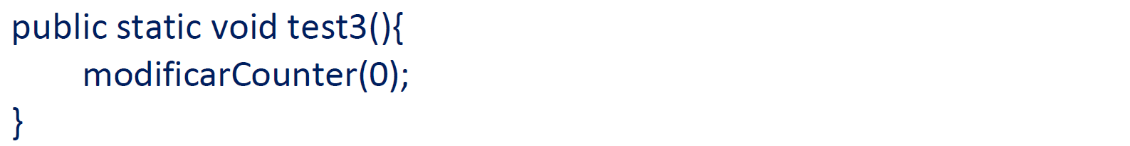 public static void test3(){
modificarCounter(0);
}